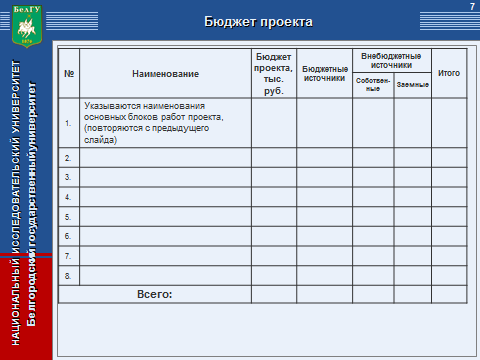 БелГУ
1876
7
Бюджет проекта
НАЦИОНАЛЬНЫЙ ИССЛЕДОВАТЕЛЬСКИЙ УНИВЕРСИТЕТ
Белгородский государственный университет
№
Наименование
Бюджет
проекта,
тыс.
руб.
Бюджетные
источники
Внебюджетные
источники
Собствен-
ные
Заемные
Итого
1.
Указываются наименования
основных блоков работ проекта,
(повторяются с предыдущего
слайда)
2.
3.
4.
5.
6.
7.
8.
Всего: